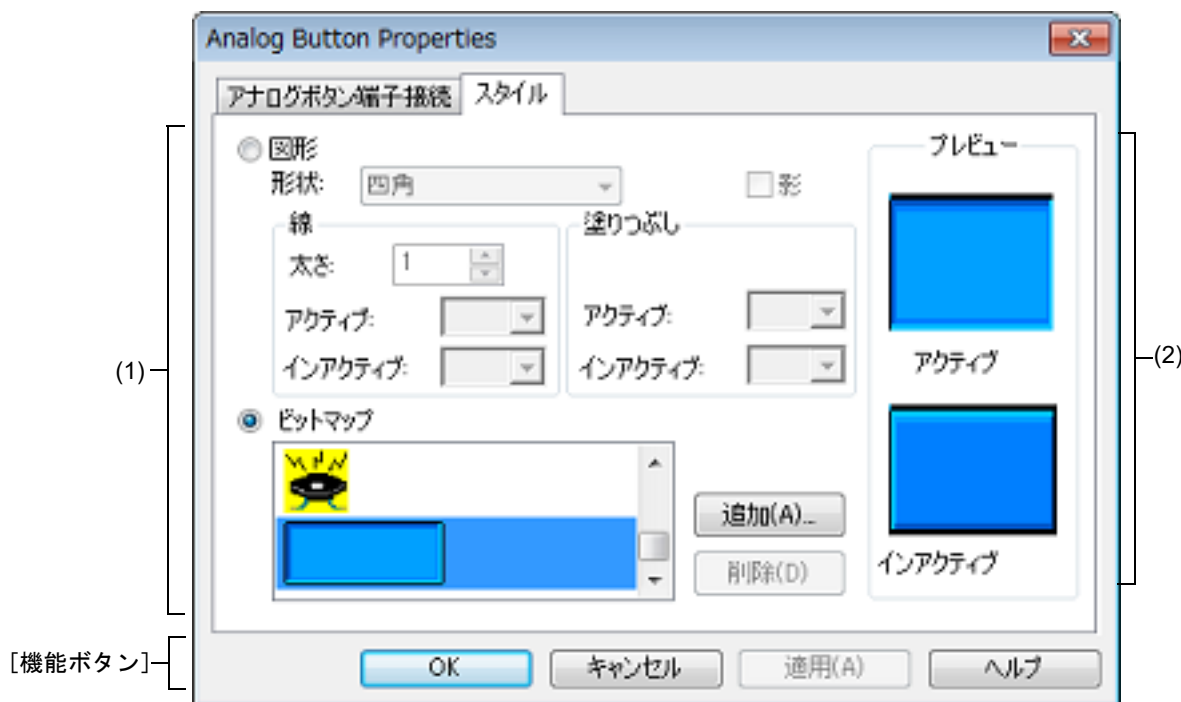 Analog Button Properties
アナログボタン端子接続
スタイル
図形
形状:
四角
影
線
太さ:
1
アクティブ:
インアクティブ:
塗りつぶし
アクティブ:
インアクティブ:
ビットマップ
追加(A)...
削除(D)
プレビュー
アクティブ
インアクティブ
(1)
(2)
[機能ボタン]
OK
キャンセル
適用(A)
ヘルプ